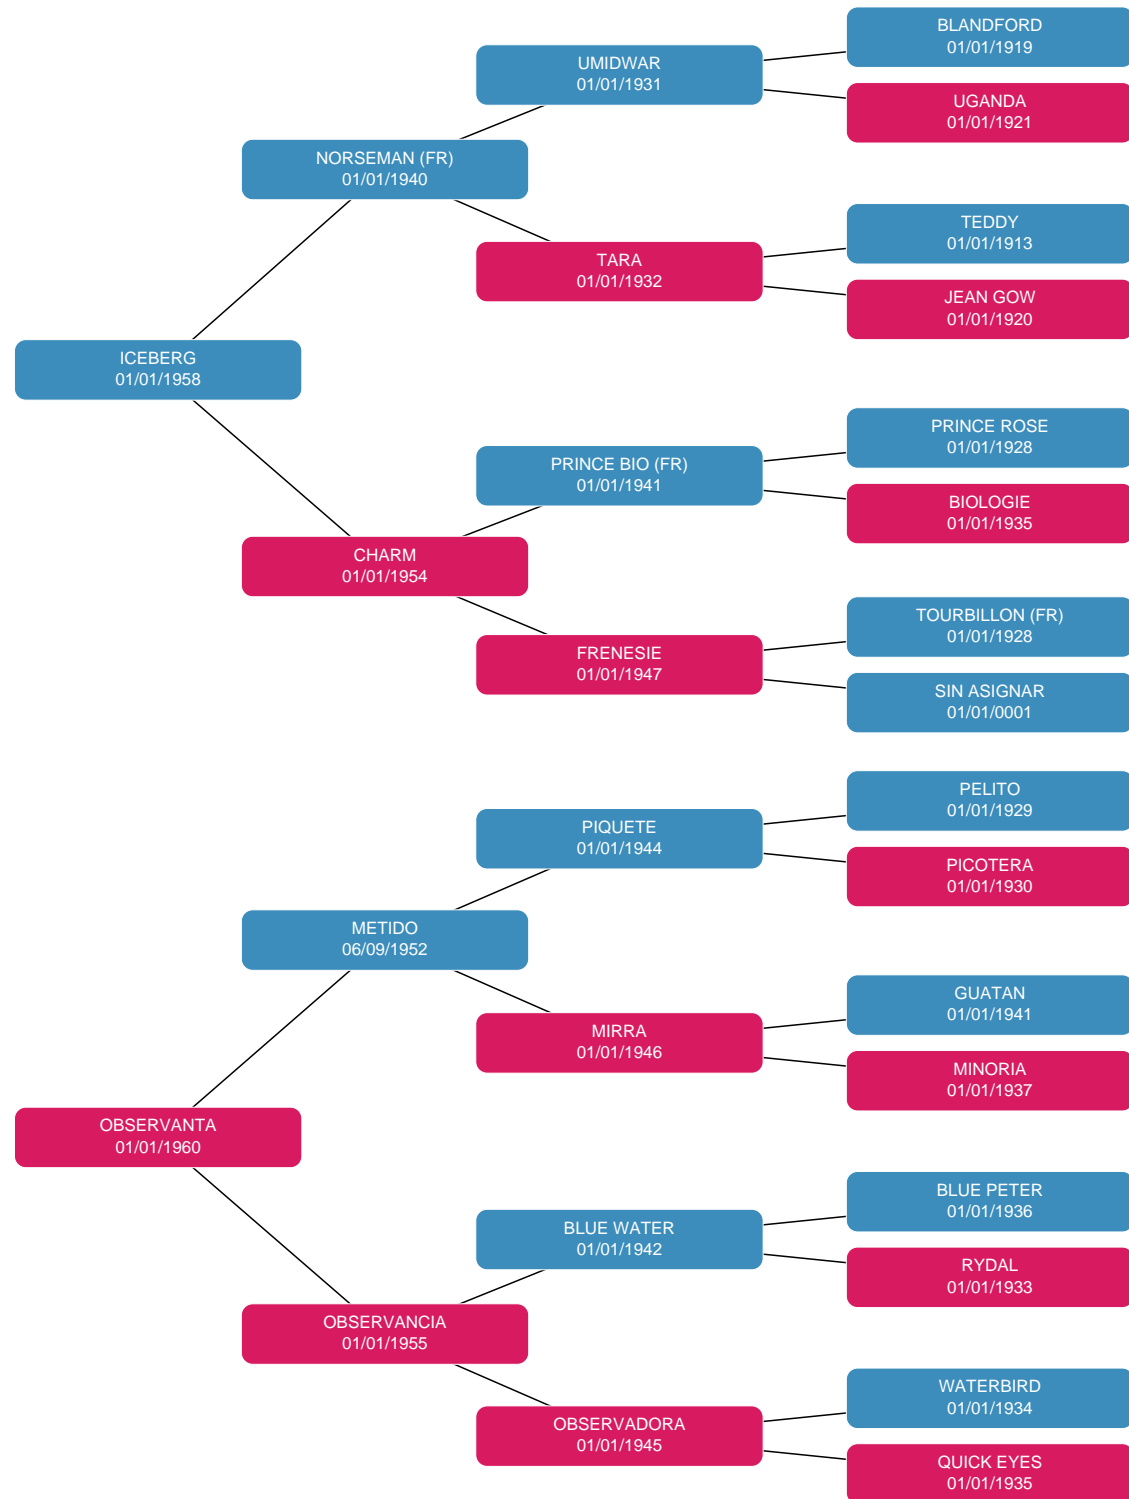 BLANDFORD
01/01/1919
UMIDWAR
01/01/1931
UGANDA
01/01/1921
NORSEMAN (FR)
01/01/1940
TEDDY
01/01/1913
TARA
01/01/1932
JEAN GOW
01/01/1920
ICEBERG
01/01/1958
PRINCE ROSE
01/01/1928
PRINCE BIO (FR)
01/01/1941
BIOLOGIE
01/01/1935
CHARM
01/01/1954
TOURBILLON (FR)
01/01/1928
FRENESIE
01/01/1947
SIN ASIGNAR
01/01/0001
PELITO
01/01/1929
PIQUETE
01/01/1944
PICOTERA
01/01/1930
METIDO
06/09/1952
GUATAN
01/01/1941
MIRRA
01/01/1946
MINORIA
01/01/1937
OBSERVANTA
01/01/1960
BLUE PETER
01/01/1936
BLUE WATER
01/01/1942
RYDAL
01/01/1933
OBSERVANCIA
01/01/1955
WATERBIRD
01/01/1934
OBSERVADORA
01/01/1945
QUICK EYES
01/01/1935